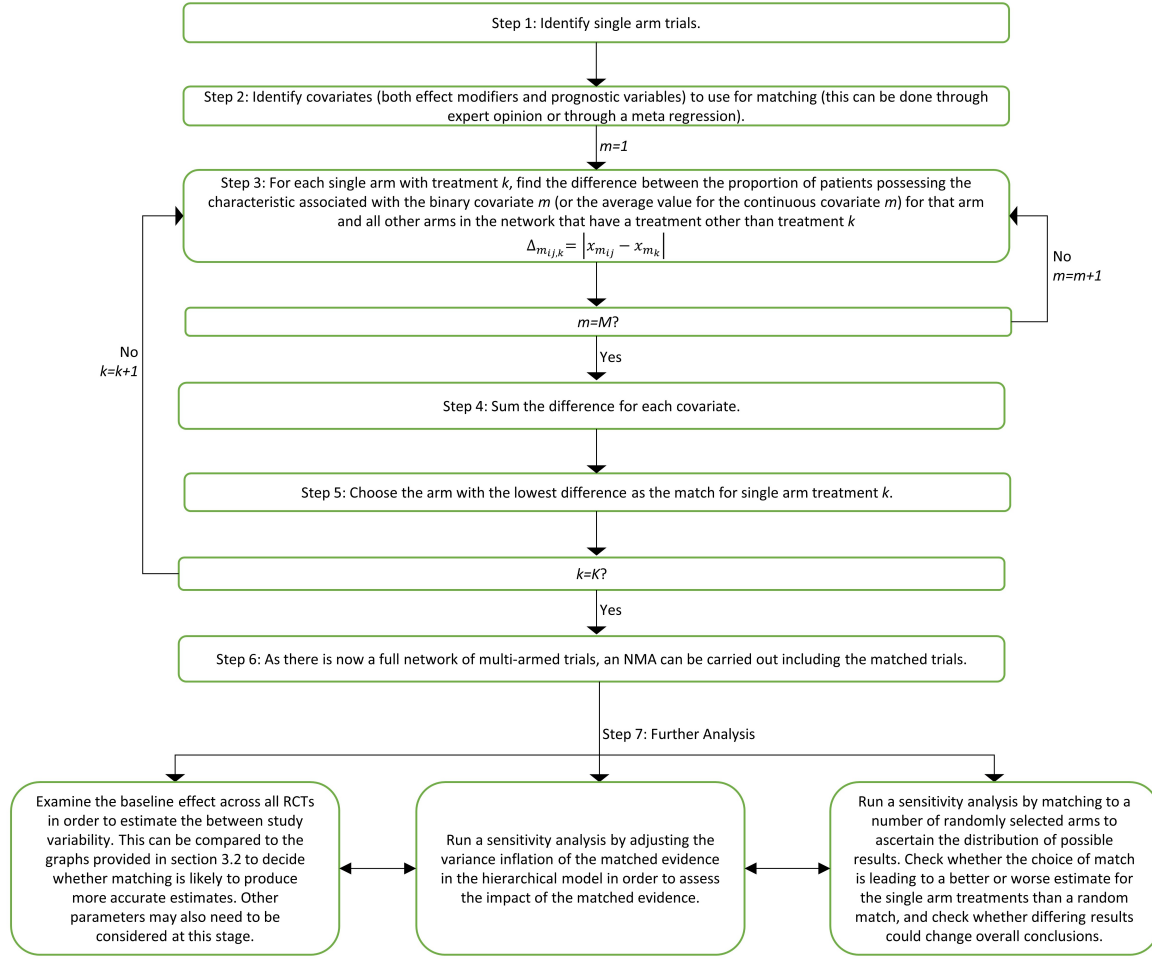 Step 1: Identify single arm trials.
Step 2: Identify covariates (both effect modifiers and prognostic variables) to use for matching (this can be done through
expert opinion or through a meta regression).
m=1
Step 3: For each single arm with treatment k, find the difference between the proportion of patients possessing the
characteristic associated with the binary covariate m (or the average value for the continuous covariate m) for that arm
and all other arms in the network that have a treatment other than treatment k
Δ_{m_{ij,k}} = |x_{m_{ij}} − x_{m_k}|
No
m=m+1
m=M?
Yes
No
k=k+1
Step 4: Sum the difference for each covariate.
Step 5: Choose the arm with the lowest difference as the match for single arm treatment k.
k=K?
Yes
Step 6: As there is now a full network of multi-armed trials, an NMA can be carried out including the matched trials.
Step 7: Further Analysis
Examine the baseline effect across all RCTs
in order to estimate the between study
variability. This can be compared to the
graphs provided in section 3.2 to decide
whether matching is likely to produce
more accurate estimates. Other
parameters may also need to be
considered at this stage.
Run a sensitivity analysis by adjusting the
variance inflation of the matched evidence
in the hierarchical model in order to assess
the impact of the matched evidence.
Run a sensitivity analysis by matching to a
number of randomly selected arms to
ascertain the distribution of possible
results. Check whether the choice of match
is leading to a better or worse estimate for
the single arm treatments than a random
match, and check whether differing results
could change overall conclusions.